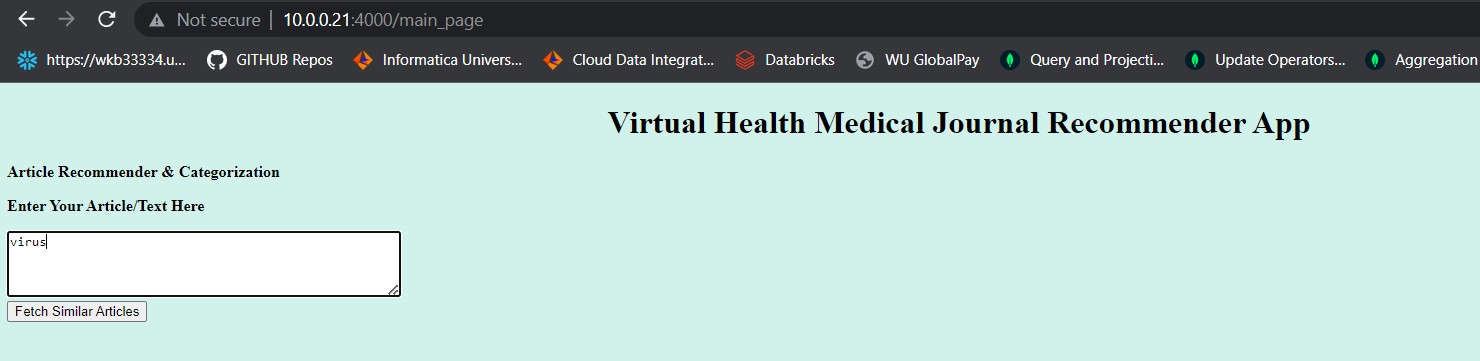 Not secure | 10.0.0.21:4000/main_page
https://wkb33334.u... GITHUB Repos Informatica Univers... Cloud Data Integrat... Databricks WU GlobalPay Query and Projecti... Update Operators... Aggregation
Virtual Health Medical Journal Recommender App
Article Recommender & Categorization
Enter Your Article/Text Here
virus
Fetch Similar Articles